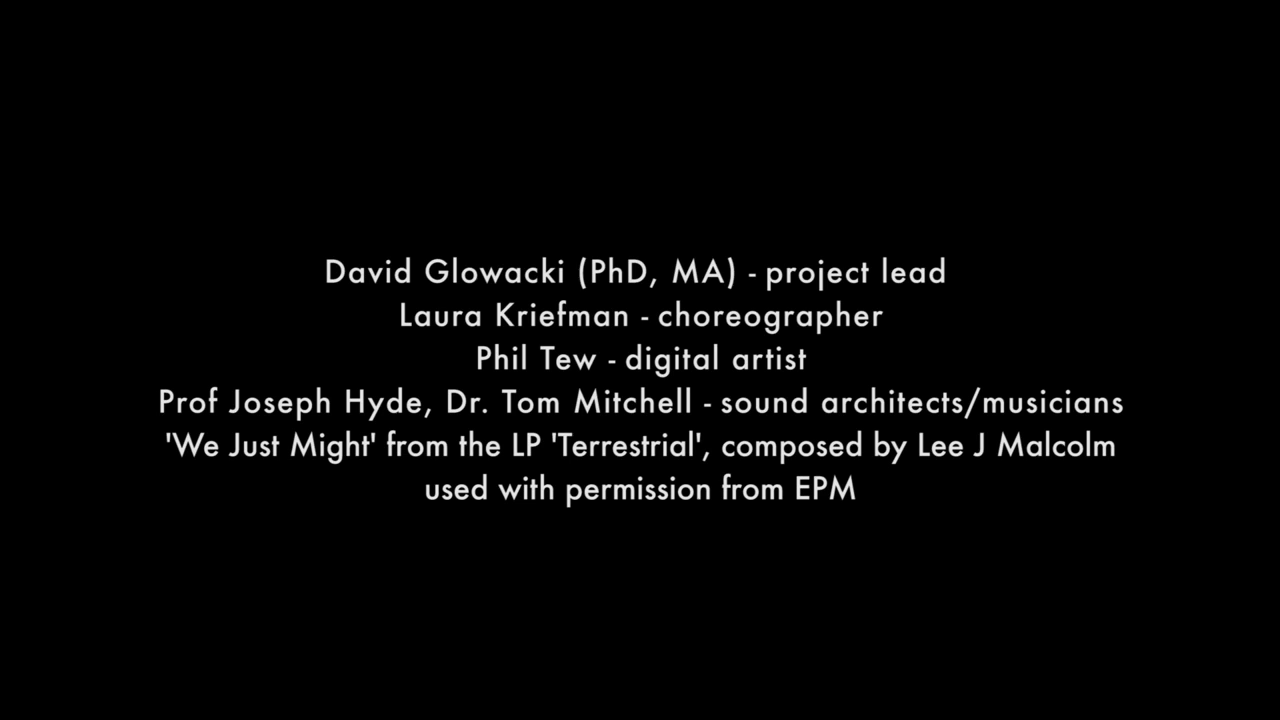 David Glowacki (PhD, MA) - project lead
Laura Kriefman - choreographer
Phil Tew - digital artist
Prof Joseph Hyde, Dr. Tom Mitchell - sound architects/musicians
'We Just Might' from the LP 'Terrestrial', composed by Lee J Malcolm
used with permission from EPM